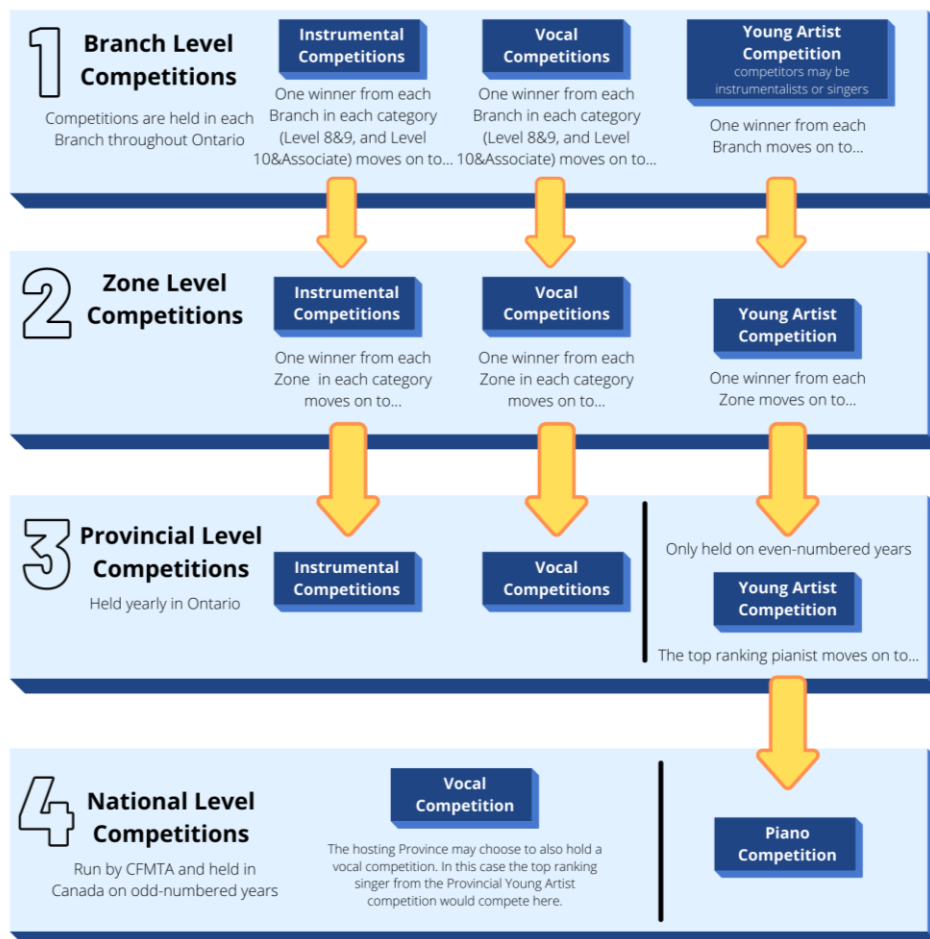 1
Branch Level
Competitions
Competitions are held in each
Branch throughout Ontario
Instrumental
Competitions
One winner from each
Branch in each category
(Level 8&9, and Level
10&Associate) moves on to...
Vocal
Competitions
One winner from each
Branch in each category
(Level 8&9, and Level
10&Associate) moves on to...
Young Artist
Competition
competitors may be
instrumentalists or singers
One winner from each
Branch moves on to...
2
Zone Level
Competitions
Instrumental
Competitions
One winner from each
Zone in each category
moves on to...
Vocal
Competitions
One winner from each
Zone in each category
moves on to...
Young Artist
Competition
One winner from each
Zone moves on to...
3
Provincial Level
Competitions
Held yearly in Ontario
Instrumental
Competitions
Vocal
Competitions
Only held on even-numbered years
Young Artist
Competition
The top ranking pianist moves on to...
4
National Level
Competitions
Run by CFMTA and held in
Canada on odd-numbered years
Vocal
Competition
The hosting Province may choose to also hold a
vocal competition. In this case the top ranking
singer from the Provincial Young Artist
competition would compete here.
Piano
Competition